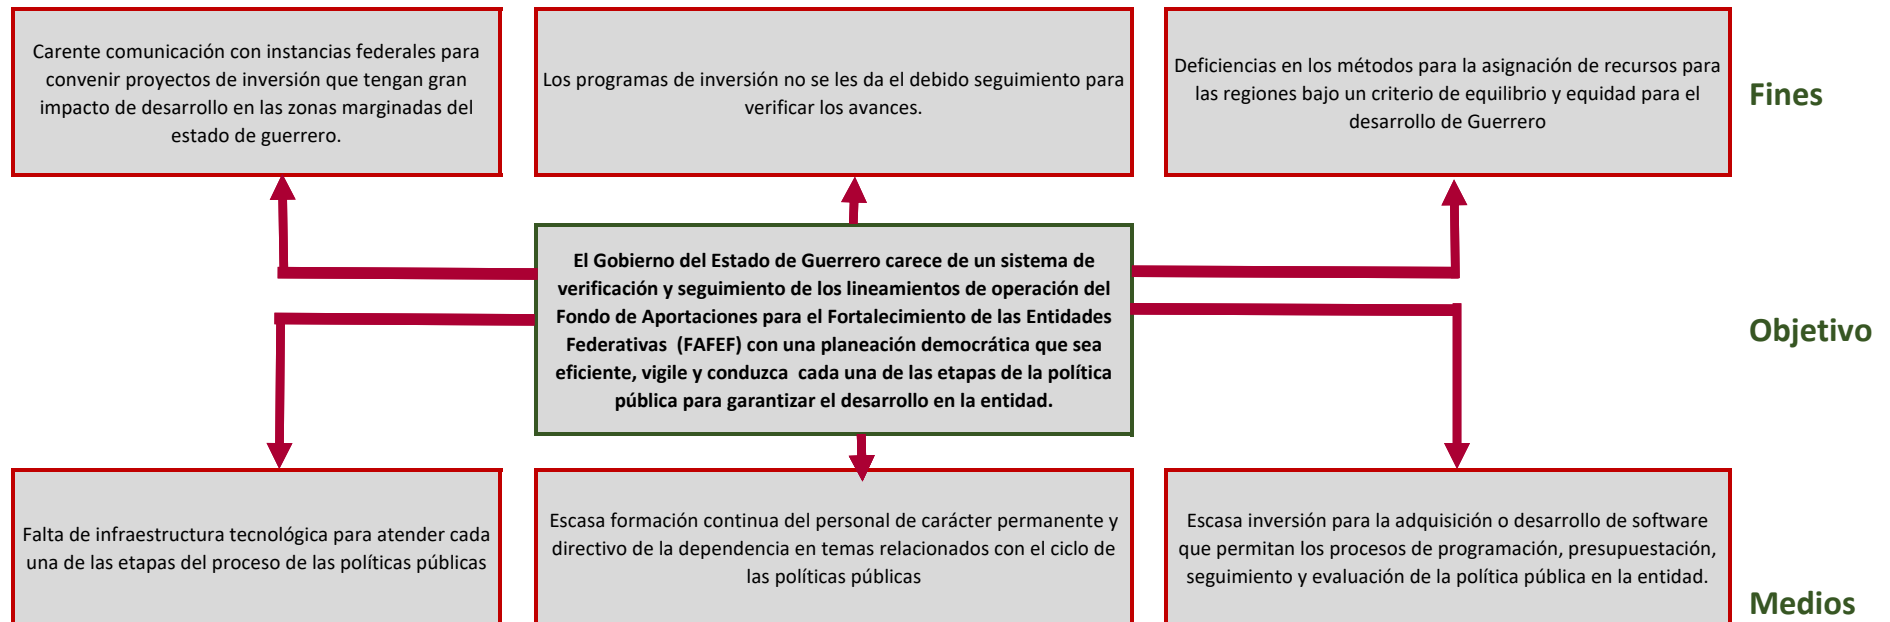 Carente comunicación con instancias federales para
convenir proyectos de inversión que tengan gran
impacto de desarrollo en las zonas marginadas del
estado de guerrero.
Los programas de inversión no se les da el debido seguimiento para
verificar los avances.
Deficiencias en los métodos para la asignación de recursos para
las regiones bajo un criterio de equilibrio y equidad para el
desarrollo de Guerrero
Fines
El Gobierno del Estado de Guerrero carece de un sistema de
verificación y seguimiento de los lineamientos de operación del
Fondo de Aportaciones para el Fortalecimiento de las Entidades
Federativas  (FAFEF) con una planeación democrática que sea
eficiente, vigile y conduzca  cada una de las etapas de la política
pública para garantizar el desarrollo en la entidad.
Objetivo
Falta de infraestructura tecnológica para atender cada
una de las etapas del proceso de las políticas públicas
Escasa formación continua del personal de carácter permanente y
directivo de la dependencia en temas relacionados con el ciclo de
las políticas públicas
Escasa inversión para la adquisición o desarrollo de software
que permitan los procesos de programación, presupuestación,
seguimiento y evaluación de la política pública en la entidad.
Medios